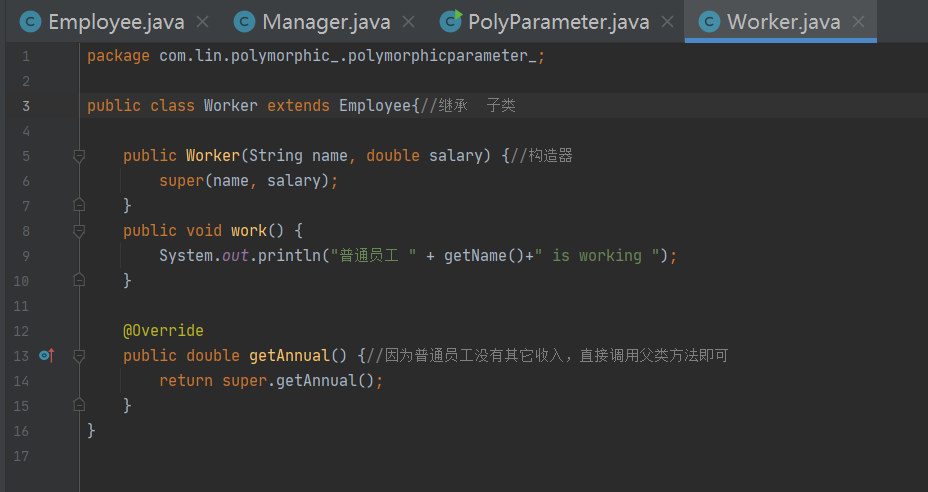 Employee.java Manager.java PolyParameter.java Worker.java
1 package com.lin.polymorphic_.polymorphicparameter_;
2
3 public class Worker extends Employee{//继承  子类
4
5     public Worker(String name, double salary) {//构造器
6         super(name, salary);
7     }
8     public void work() {
9         System.out.println("普通员工 " + getName()+" is working ");
10     }
11
12     @Override
13     public double getAnnual() {//因为普通员工没有其它收入，直接调用父类方法即可
14         return super.getAnnual();
15     }
16 }
17